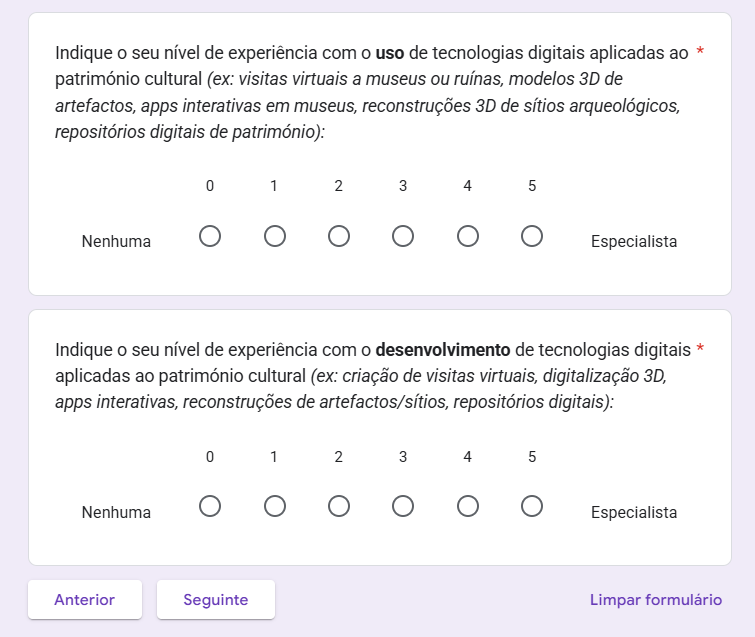 Indique o seu nível de experiência com o uso de tecnologias digitais aplicadas ao *
património cultural (ex: visitas virtuais a museus ou ruínas, modelos 3D de
artefactos, apps interativas em museus, reconstruções 3D de sítios arqueológicos,
repositórios digitais de património):
0 1 2 3 4 5
Nenhuma Especialista
Indique o seu nível de experiência com o desenvolvimento de tecnologias digitais *
aplicadas ao património cultural (ex: criação de visitas virtuais, digitalização 3D,
apps interativas, reconstruções de artefactos/sítios, repositórios digitais):
0 1 2 3 4 5
Nenhuma Especialista
Anterior Seguinte Limpar formulário